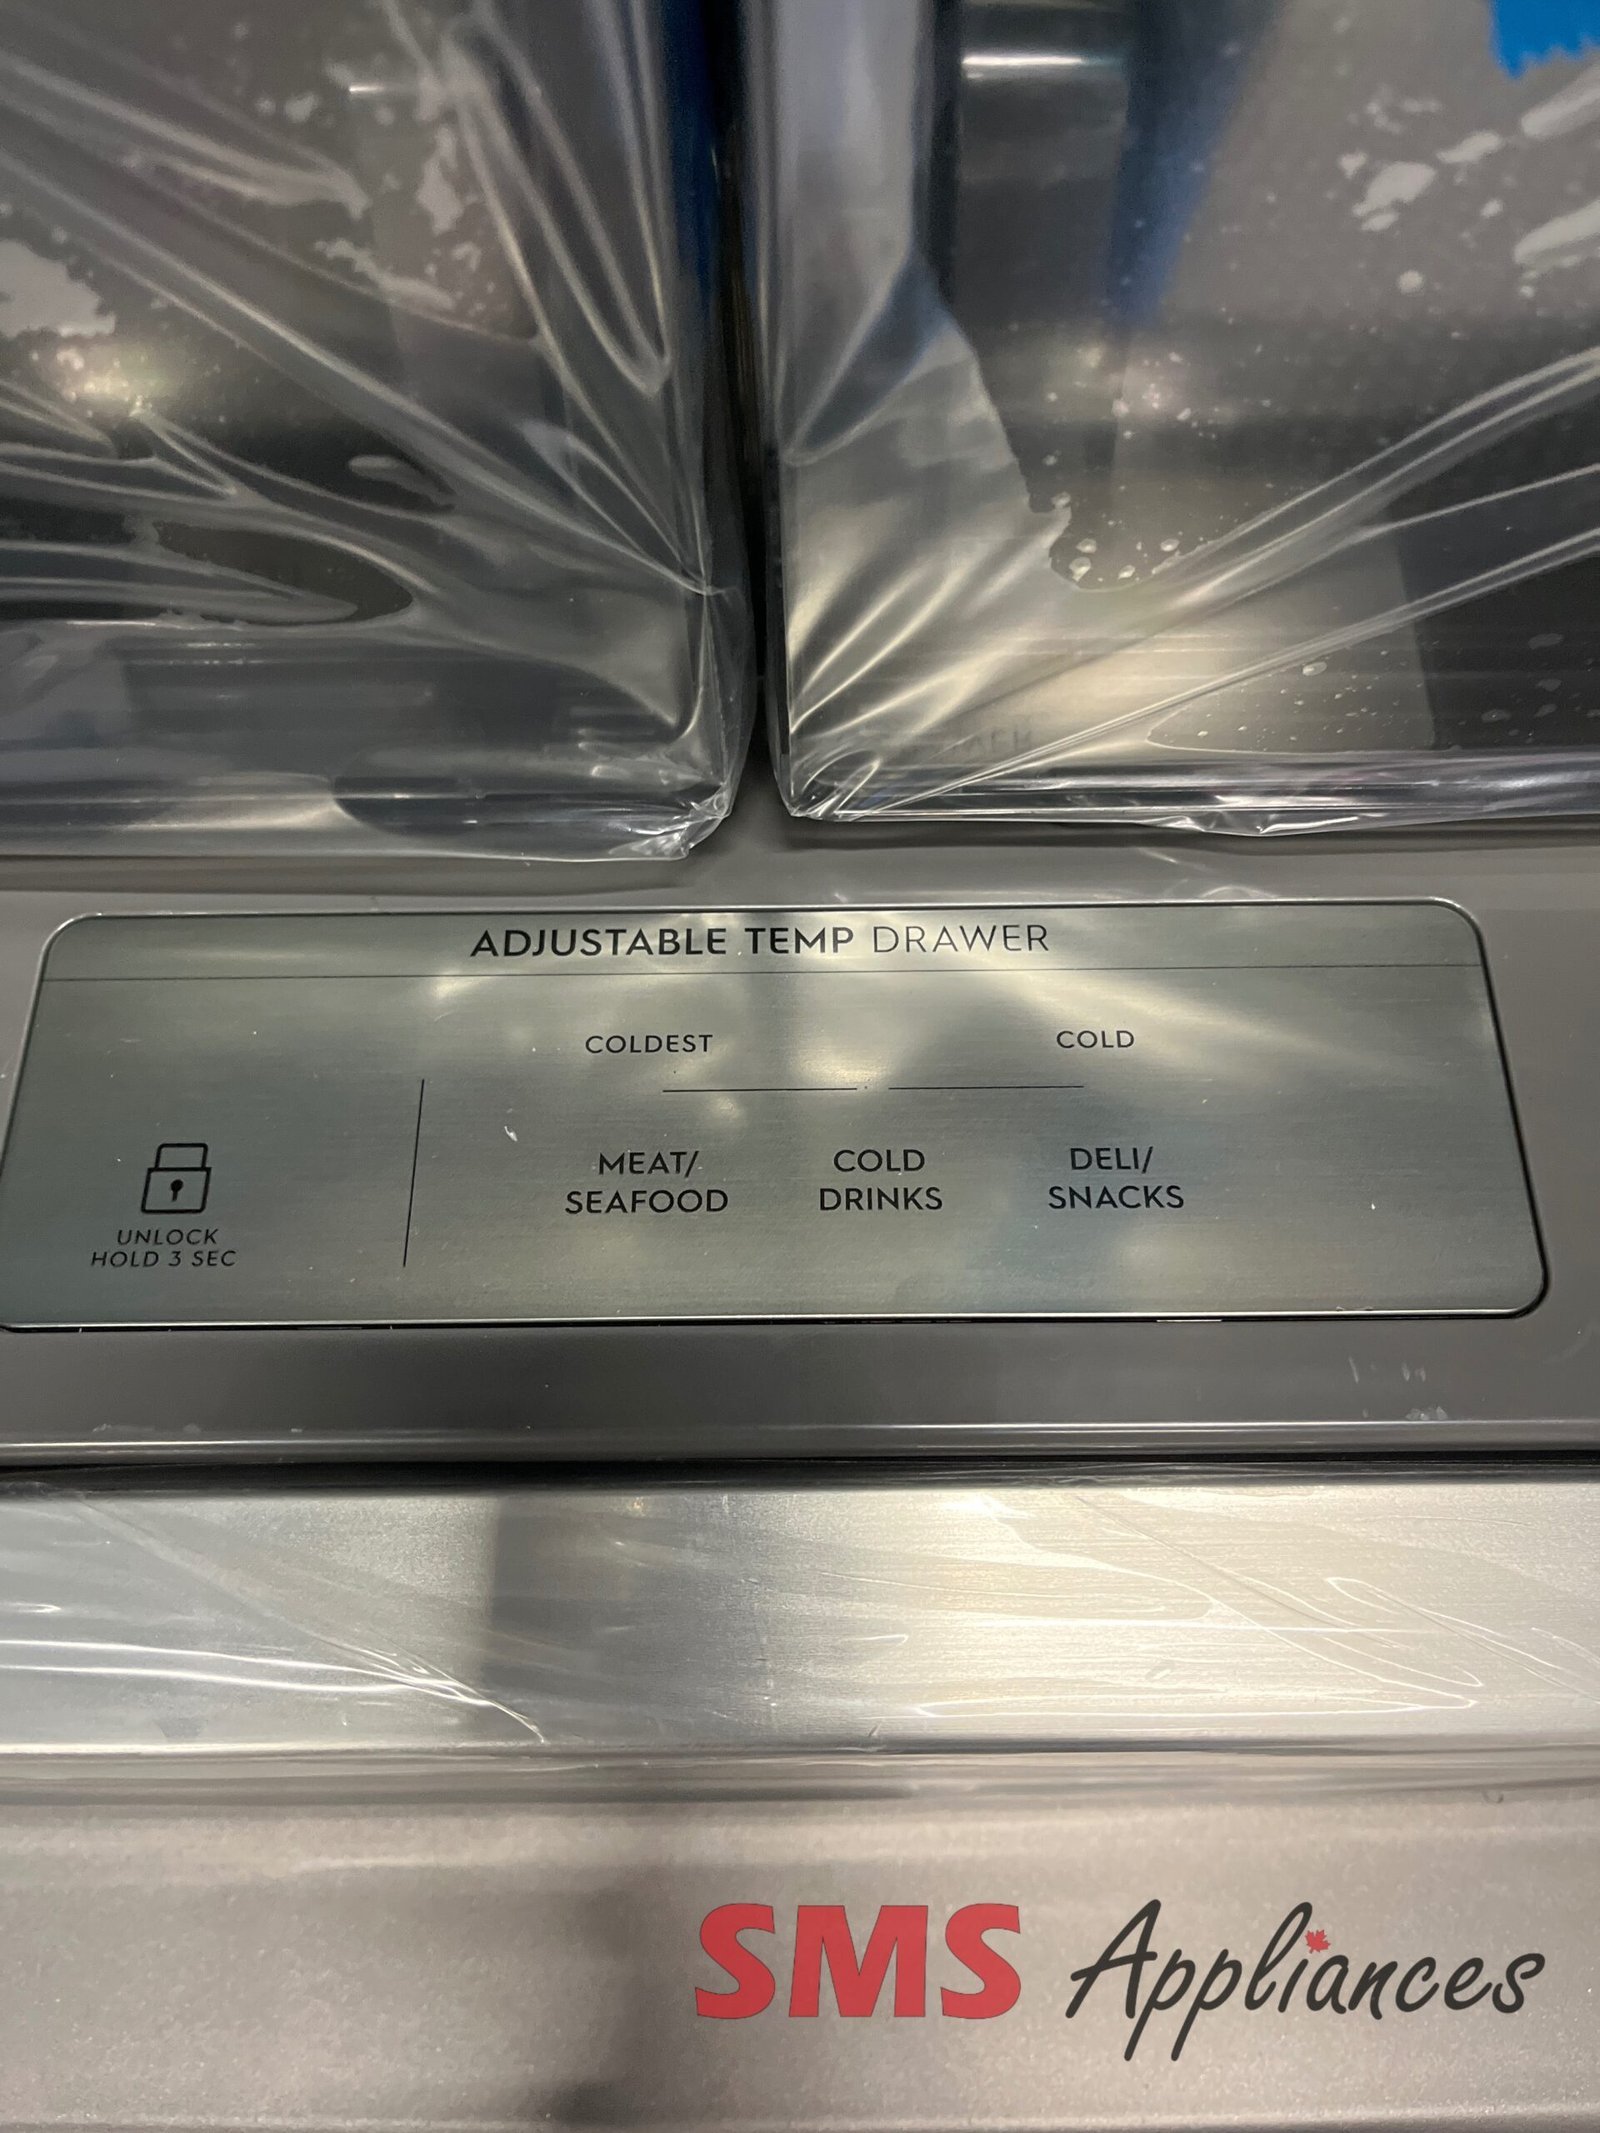 ADJUSTABLE TEMP DRAWER
COLDEST COLD
MEAT/
SEAFOOD
COLD
DRINKS
DELI/
SNACKS
UNLOCK
HOLD 3 SEC
SMS Appliances